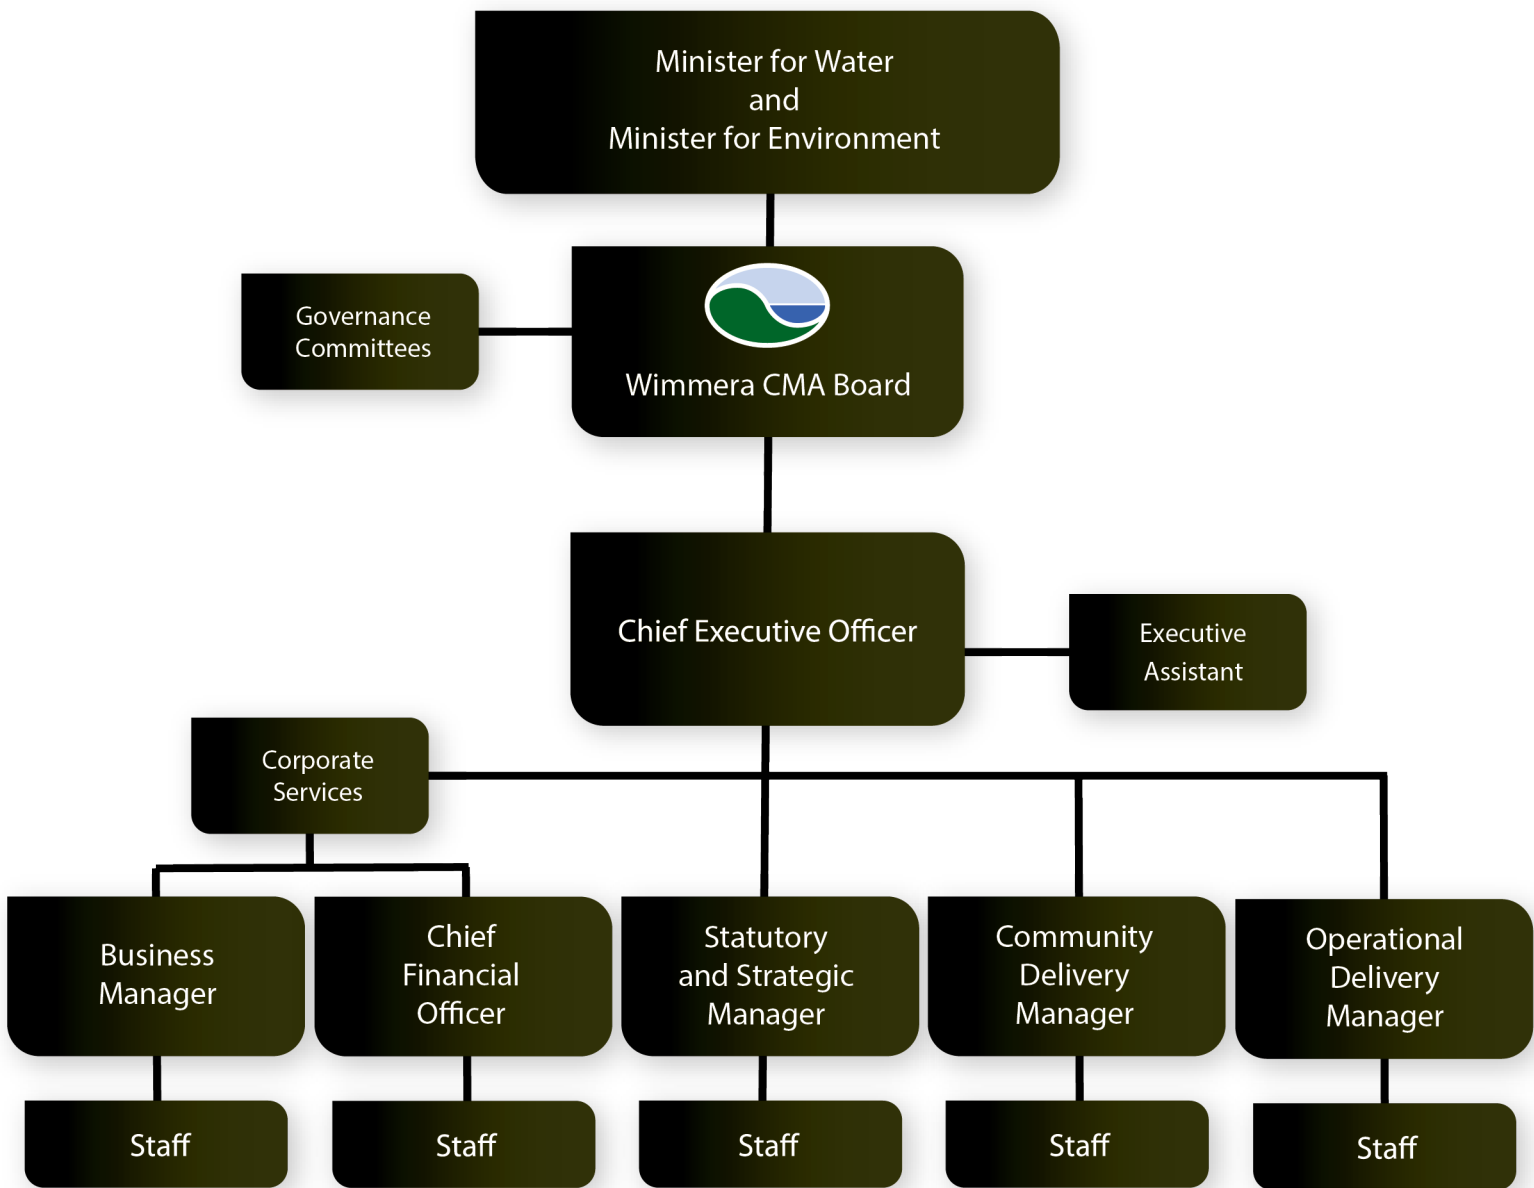 Minister for Water
and
Minister for Environment
Governance
Committees
Wimmera CMA Board
Chief Executive Officer
Executive
Assistant
Corporate
Services
Business
Manager
Chief
Financial
Officer
Statutory
and Strategic
Manager
Community
Delivery
Manager
Operational
Delivery
Manager
Staff
Staff
Staff
Staff
Staff